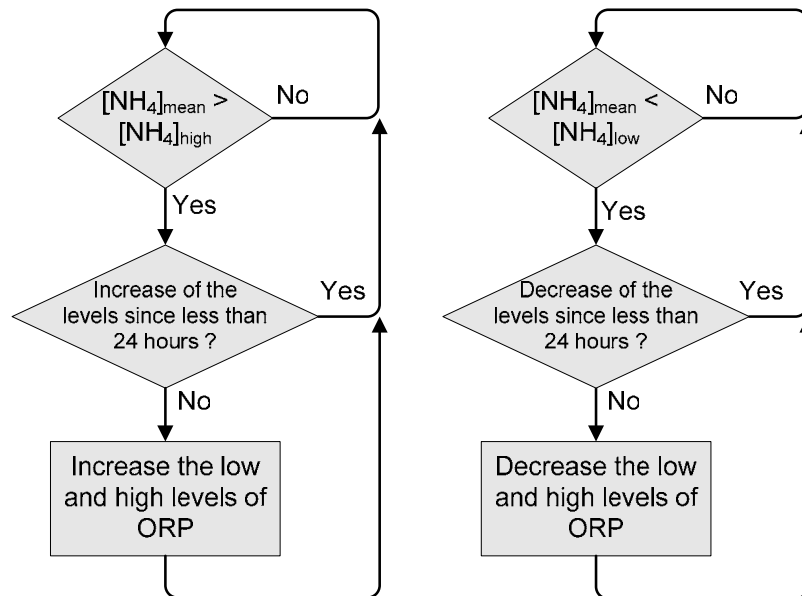 [NH₄]mean >
[NH₄]high
No
Yes
Increase of the
levels since less than
24 hours ?
Yes
No
Increase the low
and high levels of
ORP
[NH₄]mean <
[NH₄]low
No
Yes
Decrease of the
levels since less than
24 hours ?
Yes
No
Decrease the low
and high levels of
ORP